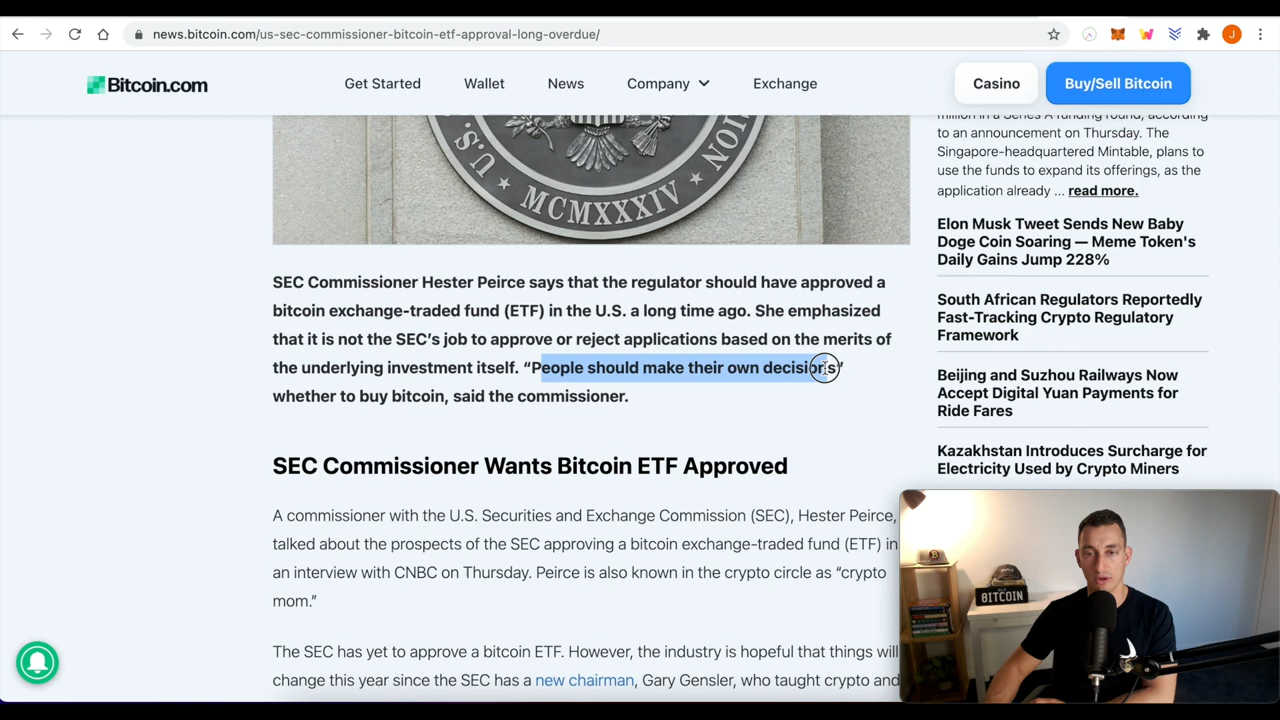 news.bitcoin.com/us-sec-commissioner-bitcoin-etf-approval-long-overdue/
J
Bitcoin.com
Get Started
Wallet
News
Company
Exchange
Casino
Buy/Sell Bitcoin
U.S.
ION
MCMXXXIV
SEC Commissioner Hester Peirce says that the regulator should have approved a
bitcoin exchange-traded fund (ETF) in the U.S. a long time ago. She emphasized
that it is not the SEC’s job to approve or reject applications based on the merits of
the underlying investment itself. “People should make their own decisions”
whether to buy bitcoin, said the commissioner.
SEC Commissioner Wants Bitcoin ETF Approved
A commissioner with the U.S. Securities and Exchange Commission (SEC), Hester Peirce,
talked about the prospects of the SEC approving a bitcoin exchange-traded fund (ETF) in
an interview with CNBC on Thursday. Peirce is also known in the crypto circle as “crypto
mom.”
The SEC has yet to approve a bitcoin ETF. However, the industry is hopeful that things will
change this year since the SEC has a new chairman, Gary Gensler, who taught crypto and
million in a Series A funding round, according
to an announcement on Thursday. The
Singapore-headquartered Mintable, plans to
use the funds to expand its offerings, as the
application already ... read more.
Elon Musk Tweet Sends New Baby
Doge Coin Soaring — Meme Token's
Daily Gains Jump 228%
South African Regulators Reportedly
Fast-Tracking Crypto Regulatory
Framework
Beijing and Suzhou Railways Now
Accept Digital Yuan Payments for
Ride Fares
Kazakhstan Introduces Surcharge for
Electricity Used by Crypto Miners
BITCOIN